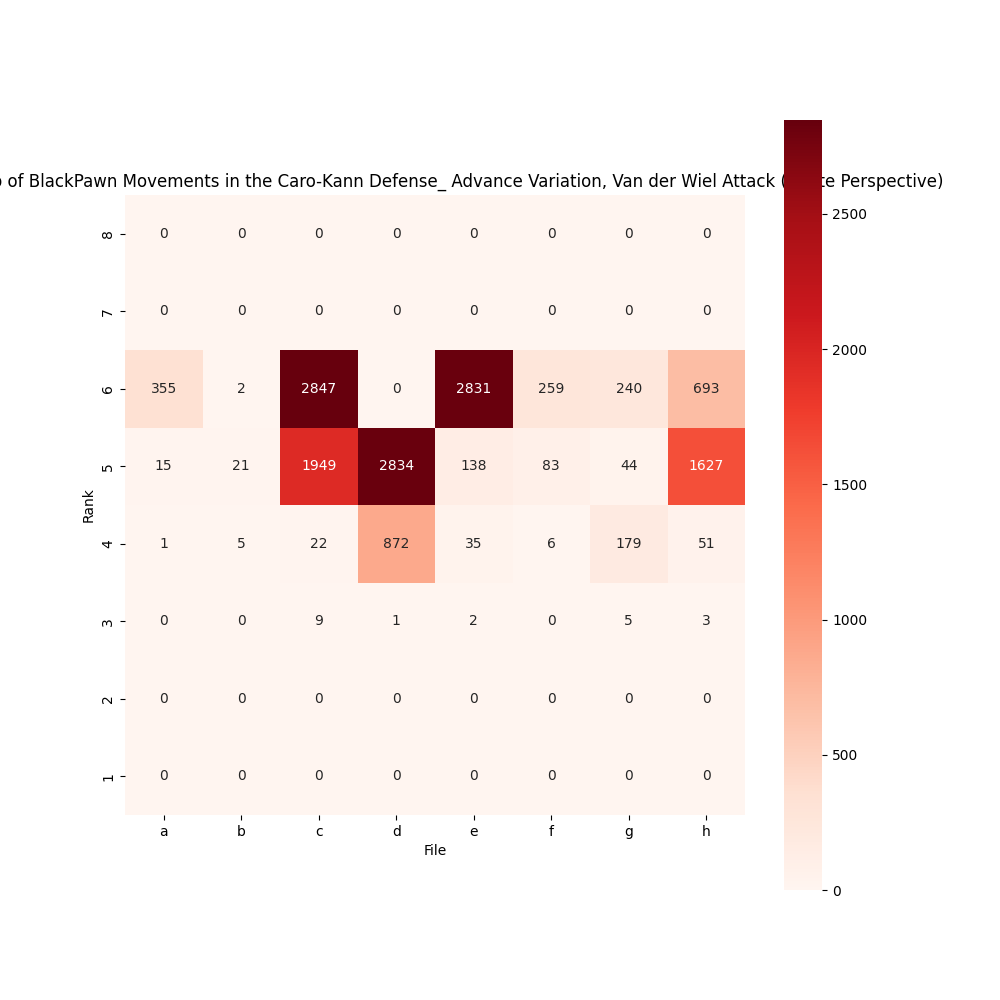 of BlackPawn Movements in the Caro-Kann Defense_ Advance Variation, Van der Wiel Attack ( Perspective)
8 0 0 0 0 0 0 0 0
2500
7 0 0 0 0 0 0 0 0
2000
6 355 2 2847 0 2831 259 240 693
5 15 21 1949 2834 138 83 44 1627
1500
Rank
4 1 5 22 872 35 6 179 51
1000
3 0 0 9 1 2 0 5 3
2 0 0 0 0 0 0 0 0
500
1 0 0 0 0 0 0 0 0
a b c d e f g h
File
0